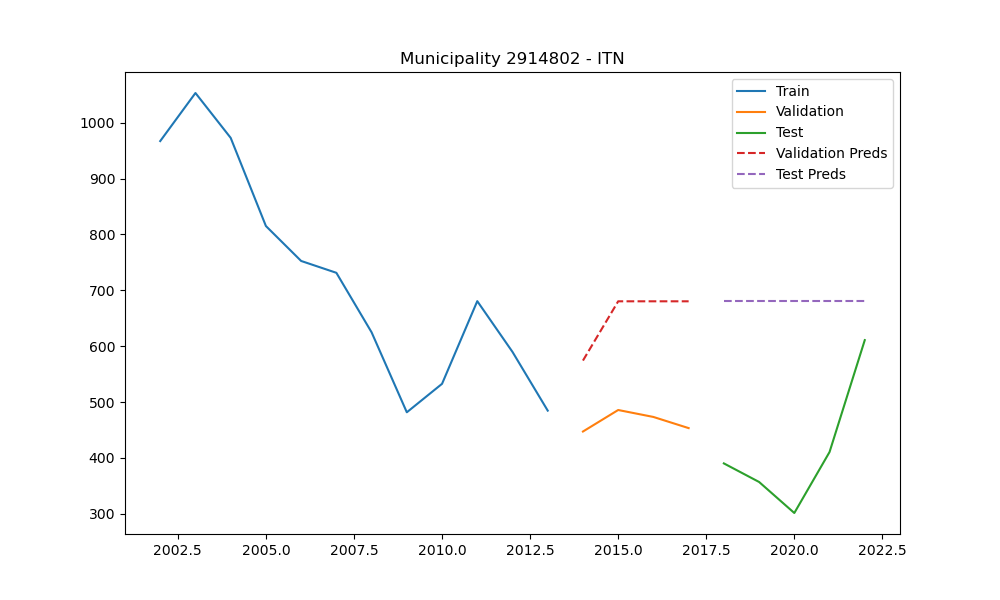 Municipality 2914802 - ITN
Train
Validation
Test
Validation Preds
Test Preds
1000
900
800
700
600
500
400
300
2002.5 2005.0 2007.5 2010.0 2012.5 2015.0 2017.5 2020.0 2022.5